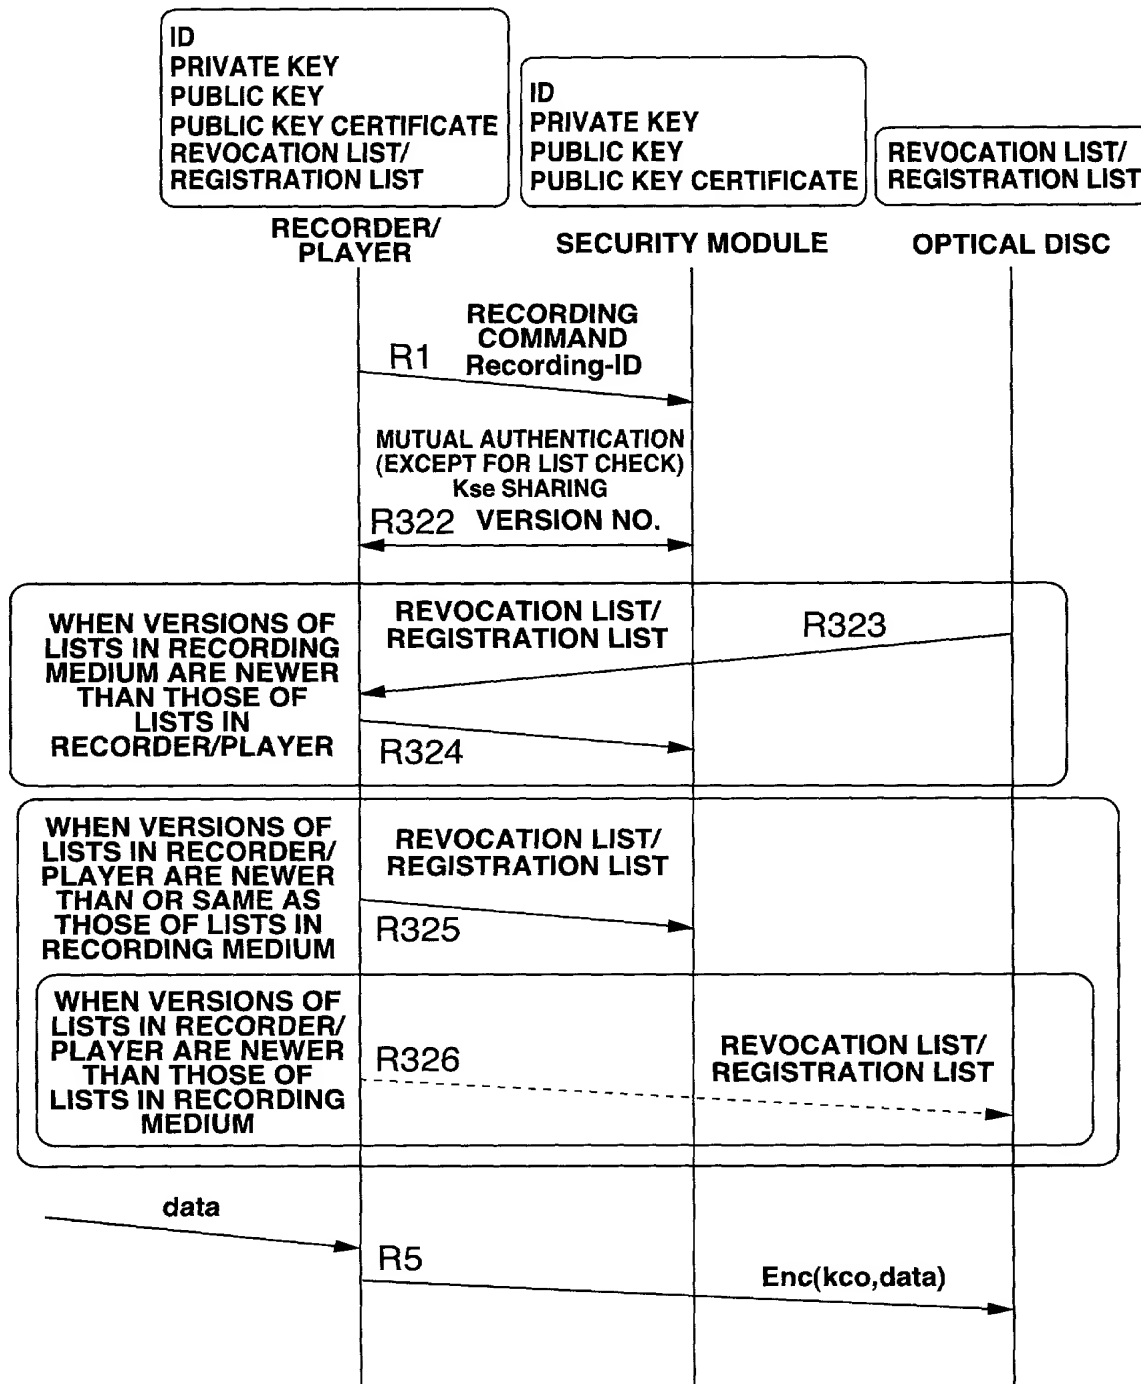 ID
PRIVATE KEY
PUBLIC KEY
PUBLIC KEY CERTIFICATE
REVOCATION LIST/
REGISTRATION LIST
ID
PRIVATE KEY
PUBLIC KEY
PUBLIC KEY CERTIFICATE
REVOCATION LIST/
REGISTRATION LIST
RECORDER/
PLAYER
SECURITY MODULE
OPTICAL DISC
RECORDING
COMMAND
R1
Recording-ID
MUTUAL AUTHENTICATION
(EXCEPT FOR LIST CHECK)
Kse SHARING
R322 VERSION NO.
WHEN VERSIONS OF
LISTS IN RECORDING
MEDIUM ARE NEWER
THAN THOSE OF
LISTS IN
RECORDER/PLAYER
REVOCATION LIST/
REGISTRATION LIST
R323
R324
WHEN VERSIONS OF
LISTS IN RECORDER/
PLAYER ARE NEWER
THAN OR SAME AS
THOSE OF LISTS IN
RECORDING MEDIUM
REVOCATION LIST/
REGISTRATION LIST
R325
WHEN VERSIONS OF
LISTS IN RECORDER/
PLAYER ARE NEWER
THAN THOSE OF
LISTS IN RECORDING
MEDIUM
R326
REVOCATION LIST/
REGISTRATION LIST
data
R5
Enc(kco,data)